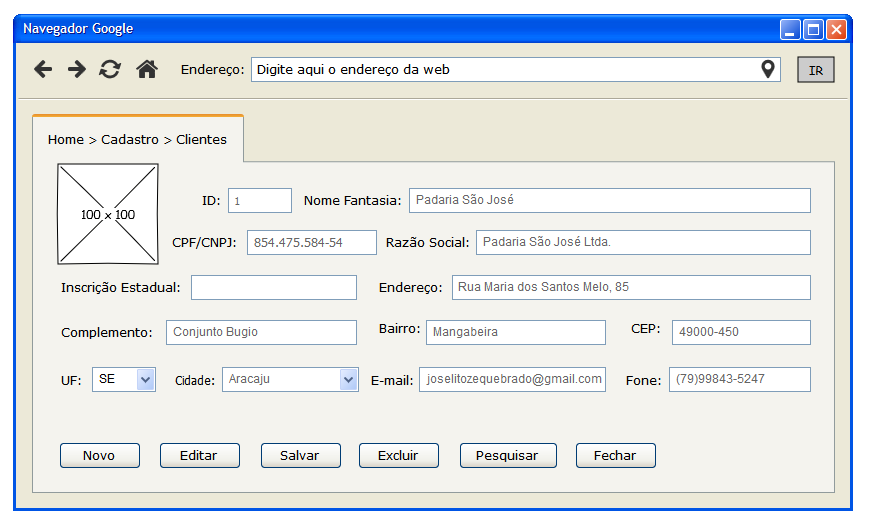 Navegador Google
Endereço: Digite aqui o endereço da web IR
Home > Cadastro > Clientes
100 x 100
ID: 1 Nome Fantasia: Padaria São José
CPF/CNPJ: 854.475.584-54 Razão Social: Padaria São José Ltda.
Inscrição Estadual: Endereço: Rua Maria dos Santos Melo, 85
Complemento: Conjunto Bugio Bairro: Mangabeira CEP: 49000-450
UF: SE Cidade: Aracaju E-mail: joselitozequebrado@gmail.com Fone: (79)99843-5247
Novo Editar Salvar Excluir Pesquisar Fechar